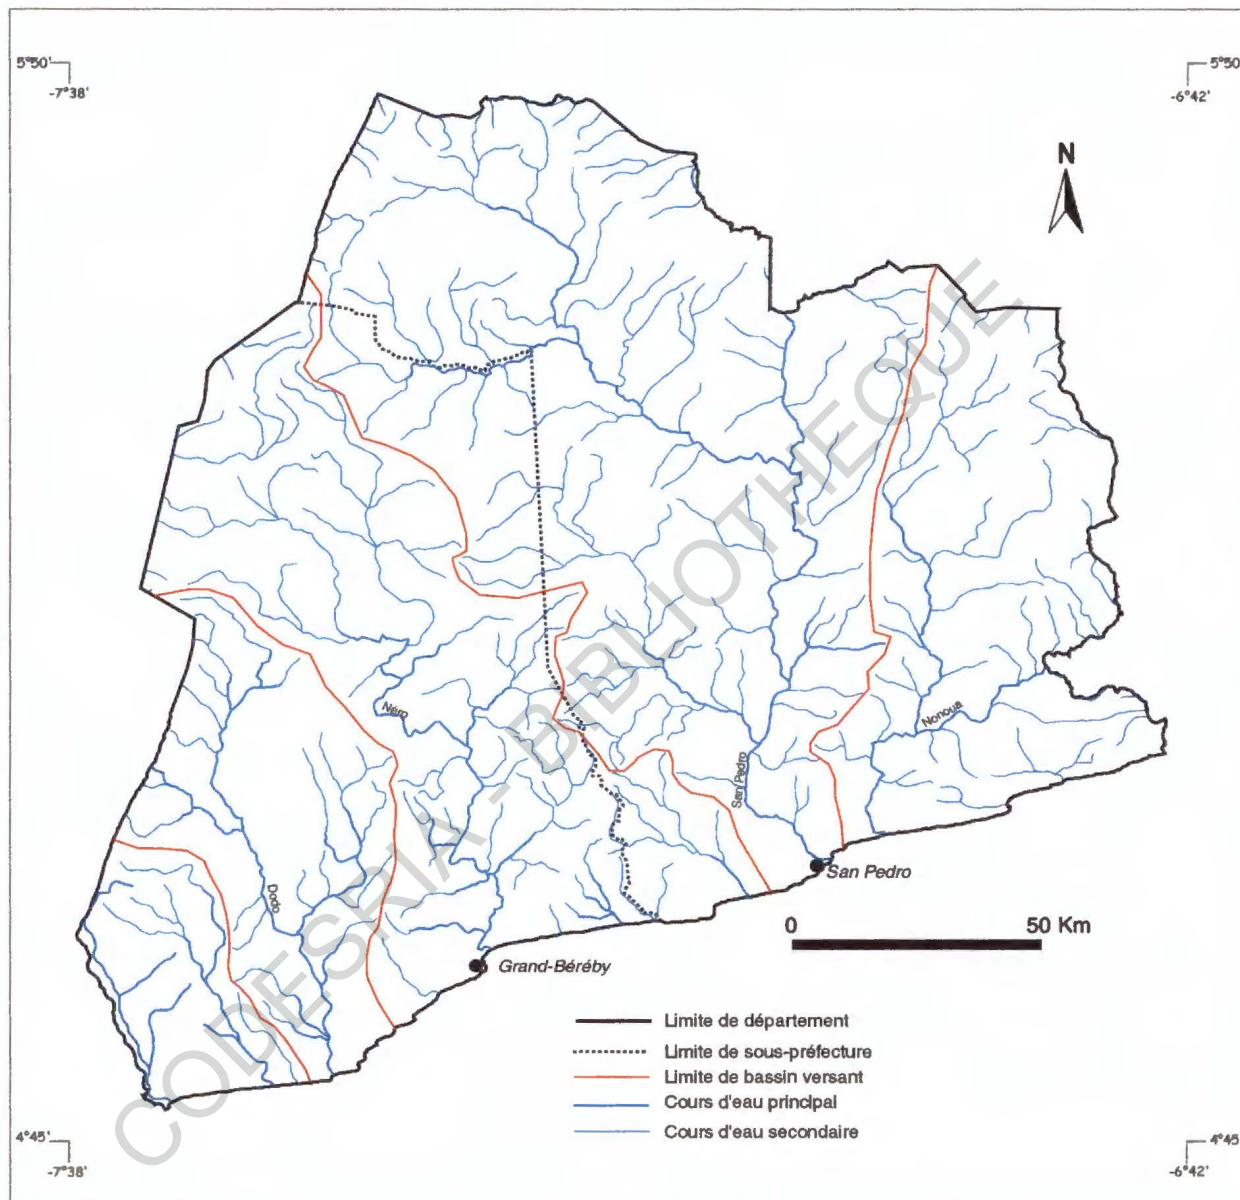 5°50'
-7°38'
5°50'
-6°42'
N
Néro
Nonoua
San Pedro
Dodo
San Pedro
Grand-Béréby
0 50 Km
Limite de département
Limite de sous-préfecture
Limite de bassin versant
Cours d'eau principal
Cours d'eau secondaire
4°45'
-7°38'
4°45'
-6°42'
CODESRIA - BIBLIOTHEQUE